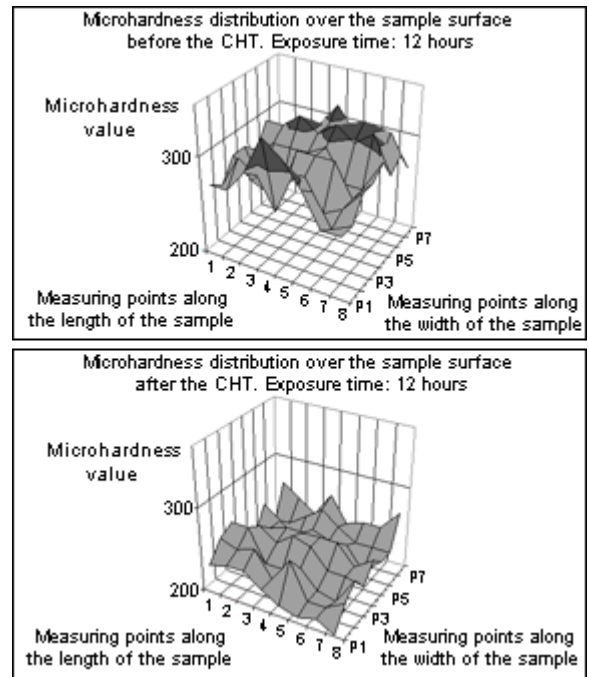 Microhardness distribution over the sample surface
before the CHT. Exposure time: 12 hours
Microhardness
value
300
200
1 2 3 4 5 6 7 8
P1 P3 P5 P7
Measuring points along
the length of the sample
Measuring points along
the width of the sample
Microhardness distribution over the sample surface
after the CHT. Exposure time: 12 hours
Microhardness
value
300
200
1 2 3 4 5 6 7 8
P1 P3 P5 P7
Measuring points along
the length of the sample
Measuring points along
the width of the sample